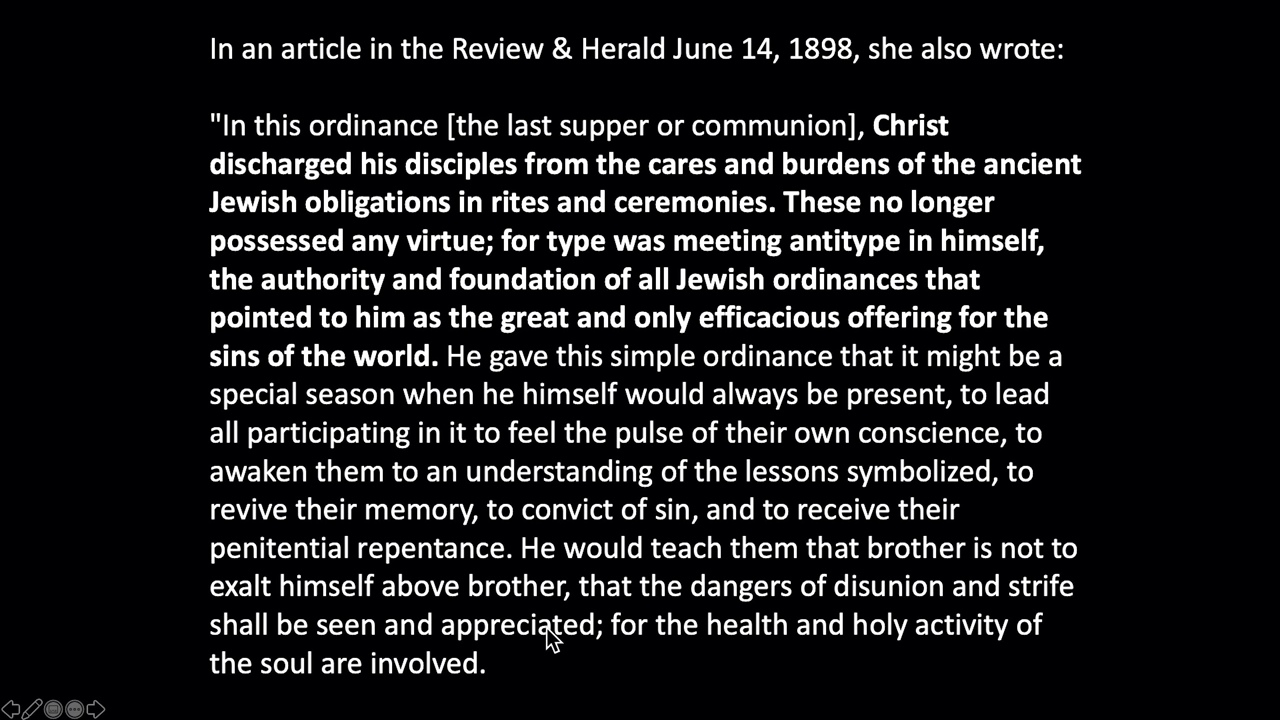 In an article in the Review & Herald June 14, 1898, she also wrote:
"In this ordinance [the last supper or communion], Christ
discharged his disciples from the cares and burdens of the ancient
Jewish obligations in rites and ceremonies. These no longer
possessed any virtue; for type was meeting antitype in himself,
the authority and foundation of all Jewish ordinances that
pointed to him as the great and only efficacious offering for the
sins of the world. He gave this simple ordinance that it might be a
special season when he himself would always be present, to lead
all participating in it to feel the pulse of their own conscience, to
awaken them to an understanding of the lessons symbolized, to
revive their memory, to convict of sin, and to receive their
penitential repentance. He would teach them that brother is not to
exalt himself above brother, that the dangers of disunion and strife
shall be seen and appreciated; for the health and holy activity of
the soul are involved.